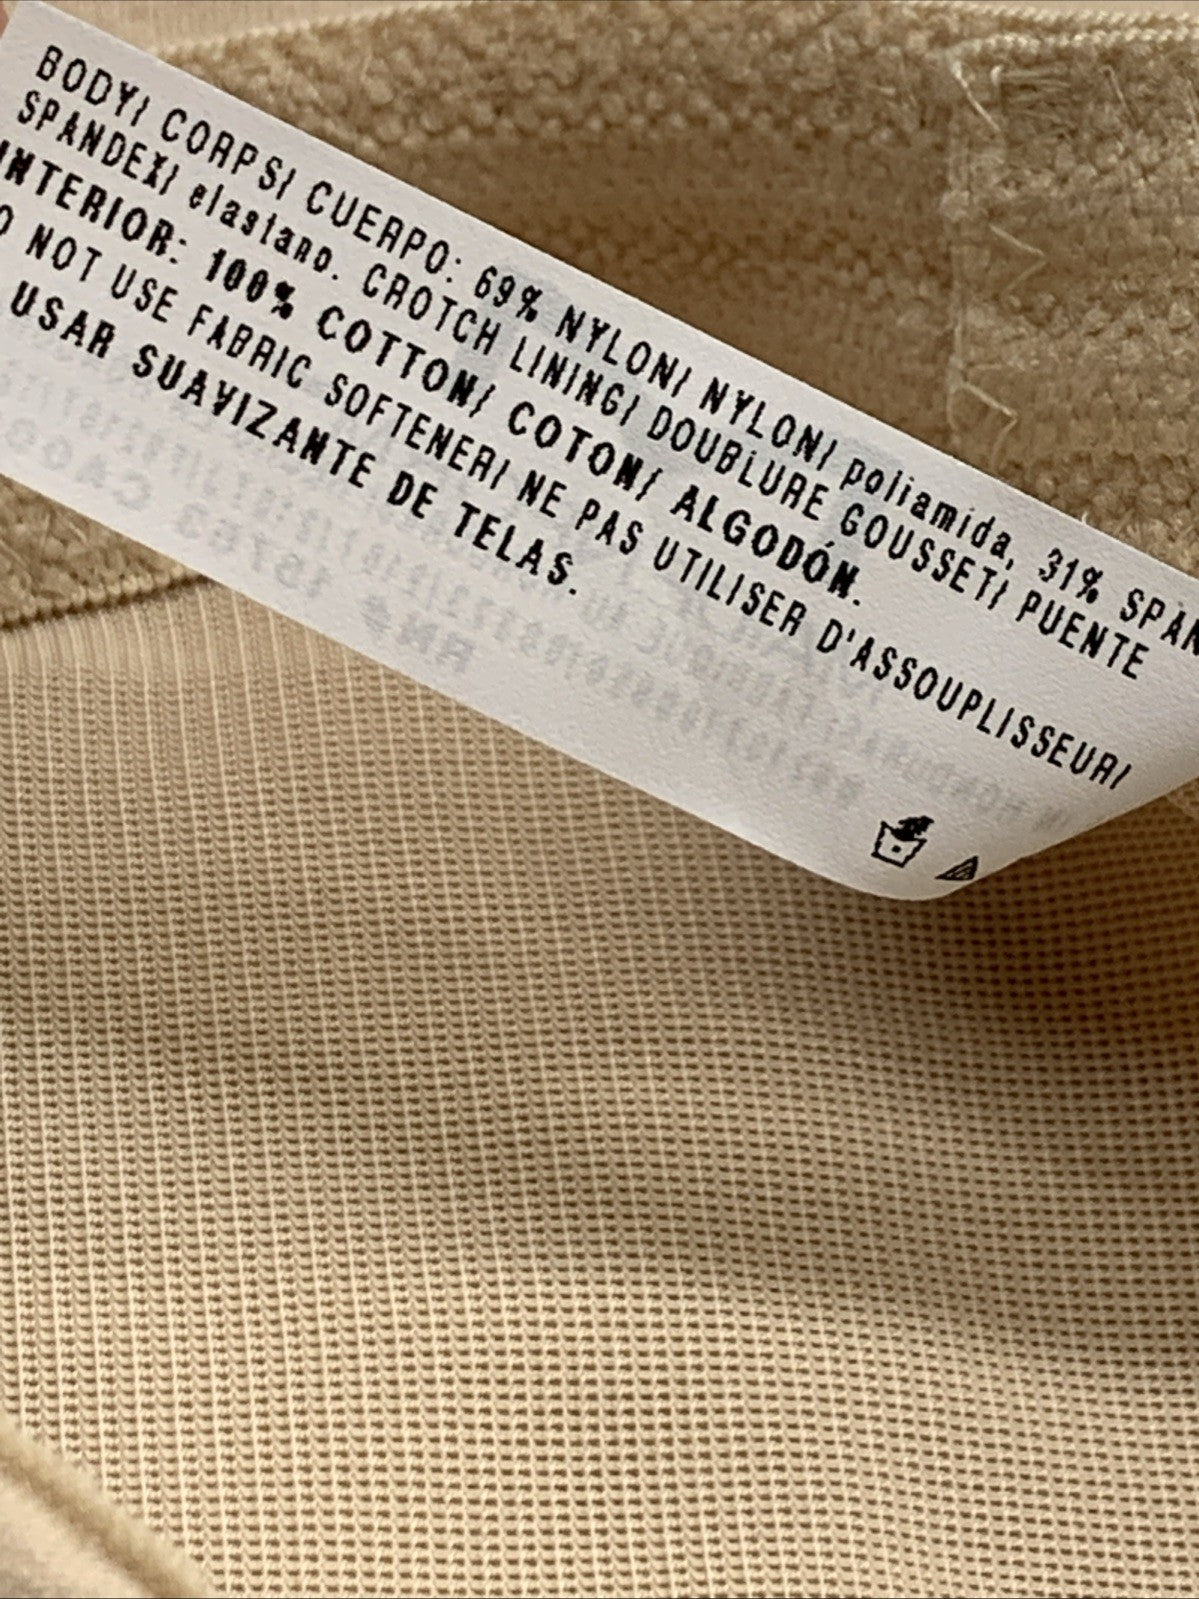 BODY/ CORPS/ CUERPO: 69% NYLON/ NYLON/ poliamida, 31% SPAN
SPANDEX/ elastano. CROTCH LINING/ DOUBLURE GOUSSET/ PUENTE
INTERIOR: 100% COTTON/ COTON/ ALGODÓN.
O NOT USE FABRIC SOFTENER/ NE PAS UTILISER D'ASSOUPLISSEUR/
USAR SUAVIZANTE DE TELAS.